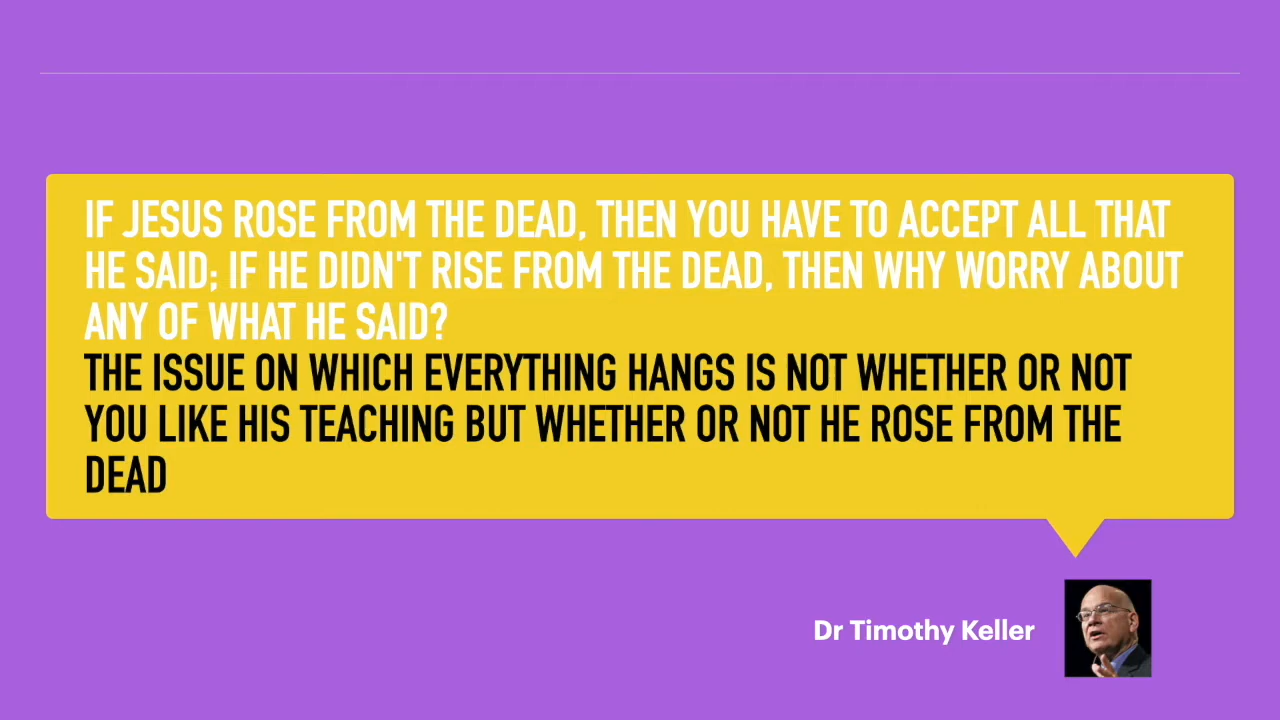 IF JESUS ROSE FROM THE DEAD, THEN YOU HAVE TO ACCEPT ALL THAT
HE SAID; IF HE DIDN'T RISE FROM THE DEAD, THEN WHY WORRY ABOUT
ANY OF WHAT HE SAID?
THE ISSUE ON WHICH EVERYTHING HANGS IS NOT WHETHER OR NOT
YOU LIKE HIS TEACHING BUT WHETHER OR NOT HE ROSE FROM THE
DEAD
Dr Timothy Keller